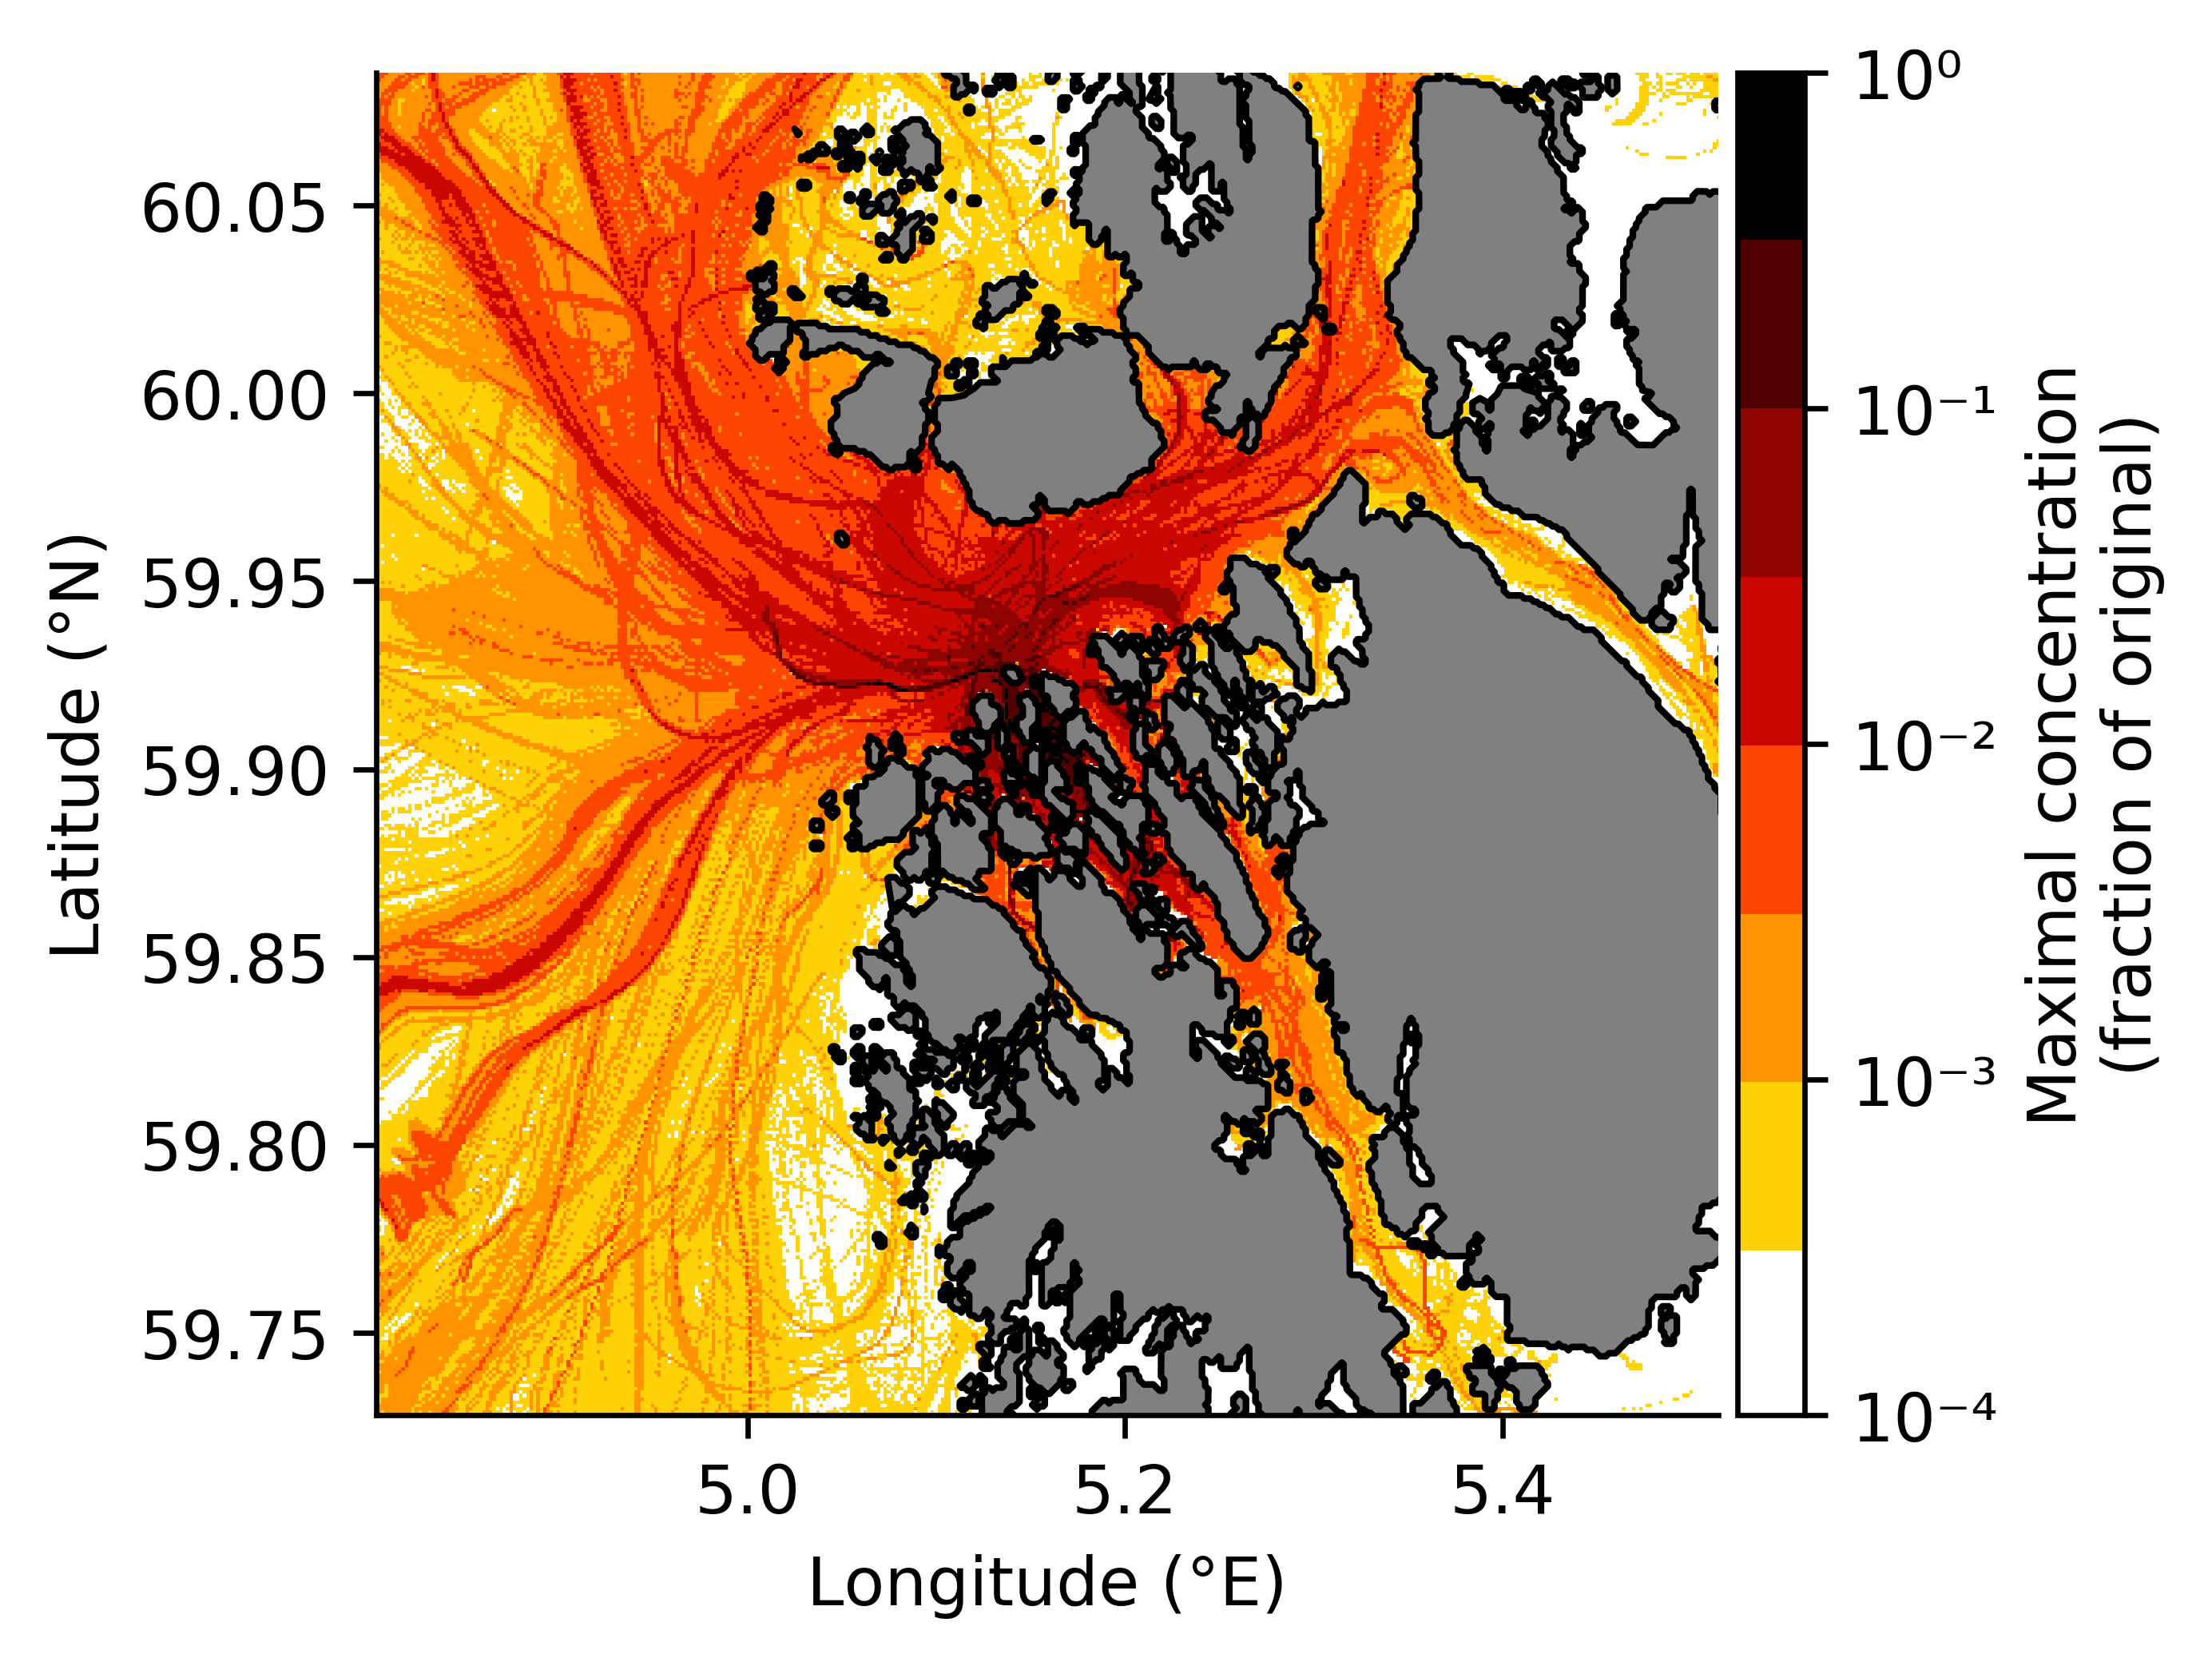 60.05
60.00
59.95
59.90
59.85
59.80
59.75
Latitude (°N)
5.0 5.2 5.4
Longitude (°E)
10⁰
10⁻¹
10⁻²
10⁻³
10⁻⁴
Maximal concentration
(fraction of original)